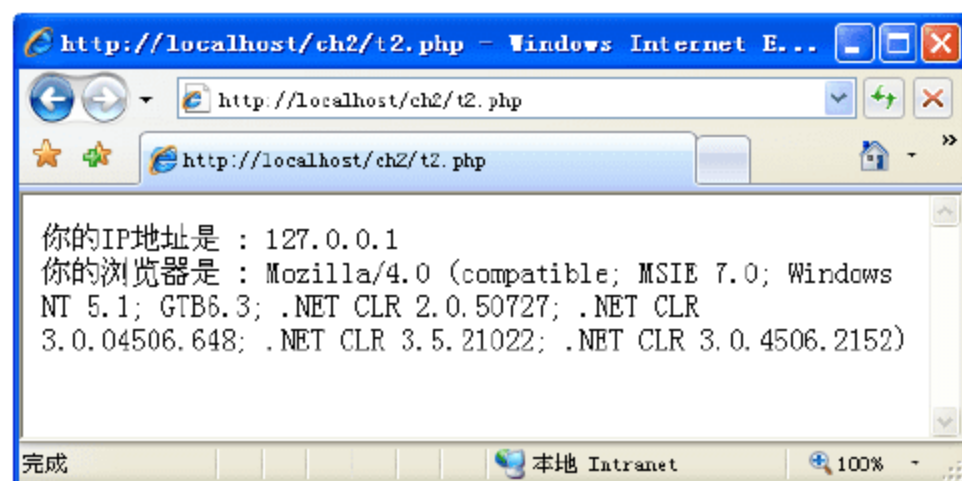 http://localhost/ch2/t2.php - Windows Internet E...
http://localhost/ch2/t2.php
http://localhost/ch2/t2.php
你的IP地址是 : 127.0.0.1
你的浏览器是 : Mozilla/4.0 (compatible; MSIE 7.0; Windows
NT 5.1; GTB6.3; .NET CLR 2.0.50727; .NET CLR
3.0.04506.648; .NET CLR 3.5.21022; .NET CLR 3.0.4506.2152)
完成 本地 Intranet 100%